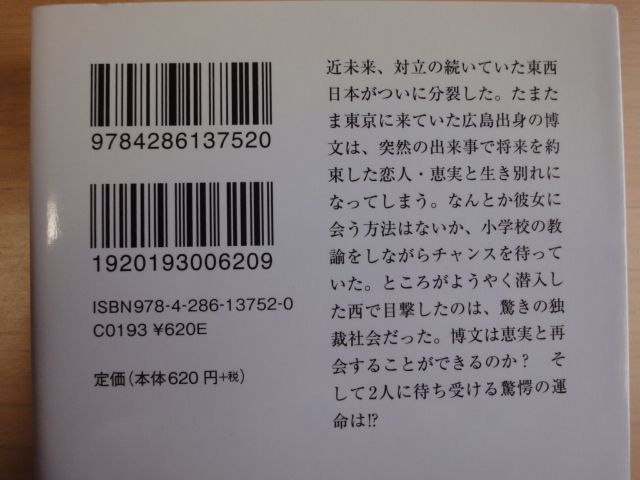 9784286137520
1920193006209
ISBN978-4-286-13752-0
C0193 ¥620E
定価(本体620円+税)
近未来、対立の続いていた東西
日本がついに分裂した。たまた
ま東京に来ていた広島出身の博
文は、突然の出来事で将来を約
束した恋人・恵実と生き別れに
なってしまう。なんとか彼女に
会う方法はないか、小学校の教
諭をしながらチャンスを待って
いた。ところがようやく潜入し
た西で目撃したのは、驚きの独
裁社会だった。博文は恵実と再
会することができるのか？　そ
して2人に待ち受ける驚愕の運
命は!?